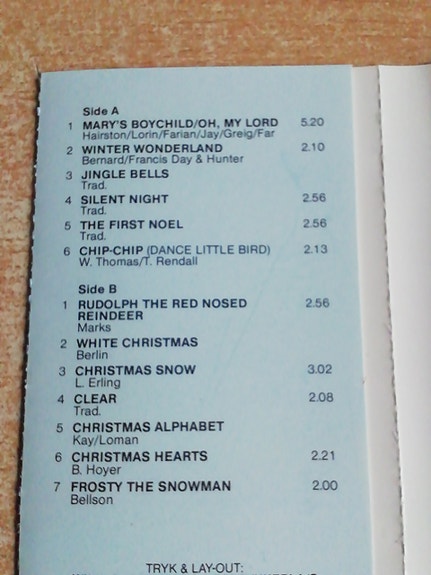 Side A
1 MARY'S BOYCHILD/OH, MY LORD 5.20
Hairston/Lorin/Farian/Jay/Greig/Far
2 WINTER WONDERLAND 2.10
Bernard/Francis Day & Hunter
3 JINGLE BELLS
Trad.
4 SILENT NIGHT 2.56
Trad.
5 THE FIRST NOEL 2.56
Trad.
6 CHIP-CHIP (DANCE LITTLE BIRD) 2.13
W. Thomas/T. Rendall
Side B
1 RUDOLPH THE RED NOSED 2.56
REINDEER
Marks
2 WHITE CHRISTMAS
Berlin
3 CHRISTMAS SNOW 3.02
L. Erling
4 CLEAR 2.08
Trad.
5 CHRISTMAS ALPHABET
Kay/Loman
6 CHRISTMAS HEARTS 2.21
B. Hoyer
7 FROSTY THE SNOWMAN 2.00
Bellson
TRYK & LAY-OUT: